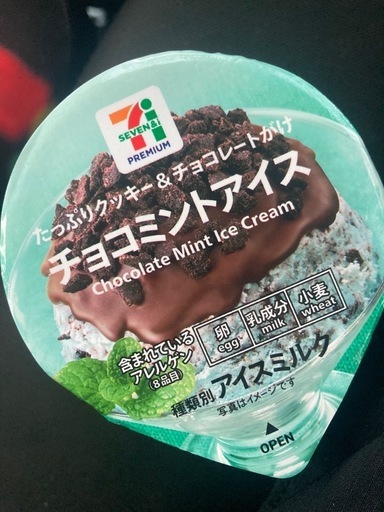 SEVEN&i
PREMIUM
たっぷりクッキー&チョコレートがけ
チョコミントアイス
Chocolate Mint Ice Cream
含まれている
アレルゲン
(8品目)
卵
egg
乳成分
milk
小麦
wheat
種類別 アイスミルク
写真はイメージです
OPEN